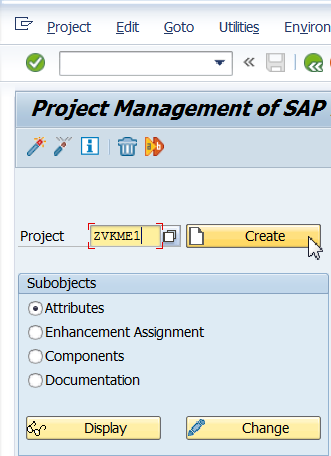 Project Edit Goto Utilities Environ
Project Management of SAP
Project ZVKME1 Create
Subobjects
Attributes
Enhancement Assignment
Components
Documentation
Display Change